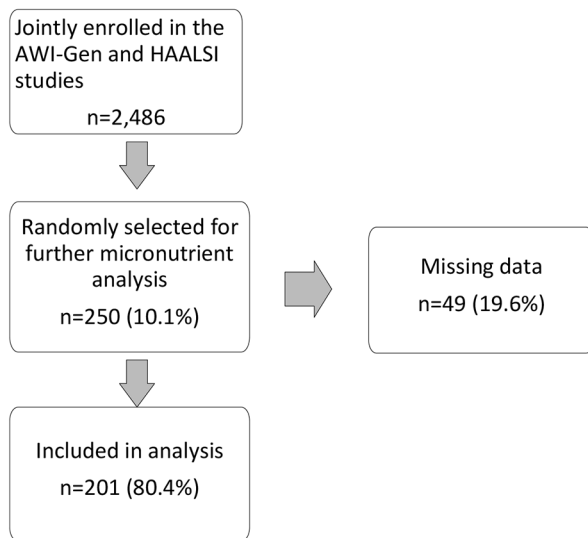 Jointly enrolled in the
AWI-Gen and HAALSI
studies
n=2,486
Randomly selected for
further micronutrient
analysis
n=250 (10.1%)
Missing data
n=49 (19.6%)
Included in analysis
n=201 (80.4%)